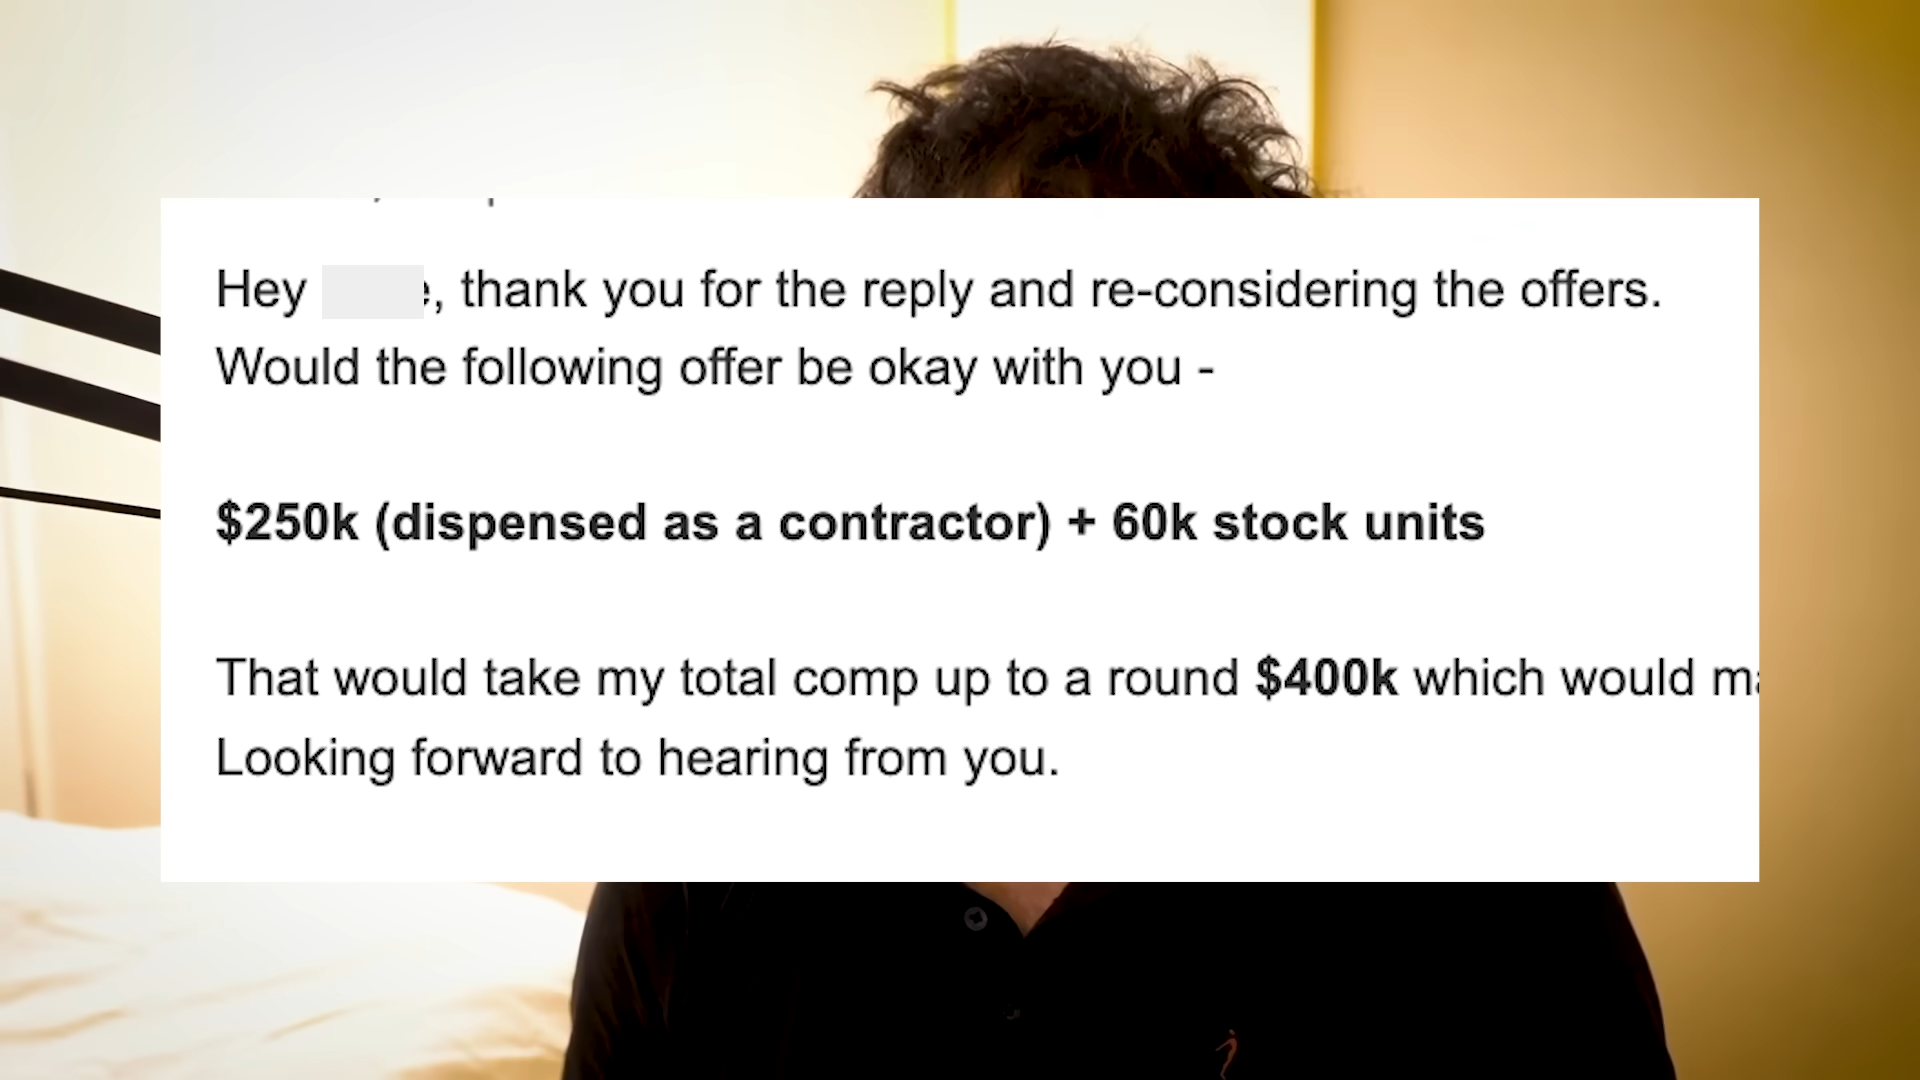 Hey , thank you for the reply and re-considering the offers.
Would the following offer be okay with you -
$250k (dispensed as a contractor) + 60k stock units
That would take my total comp up to a round $400k which would
Looking forward to hearing from you.